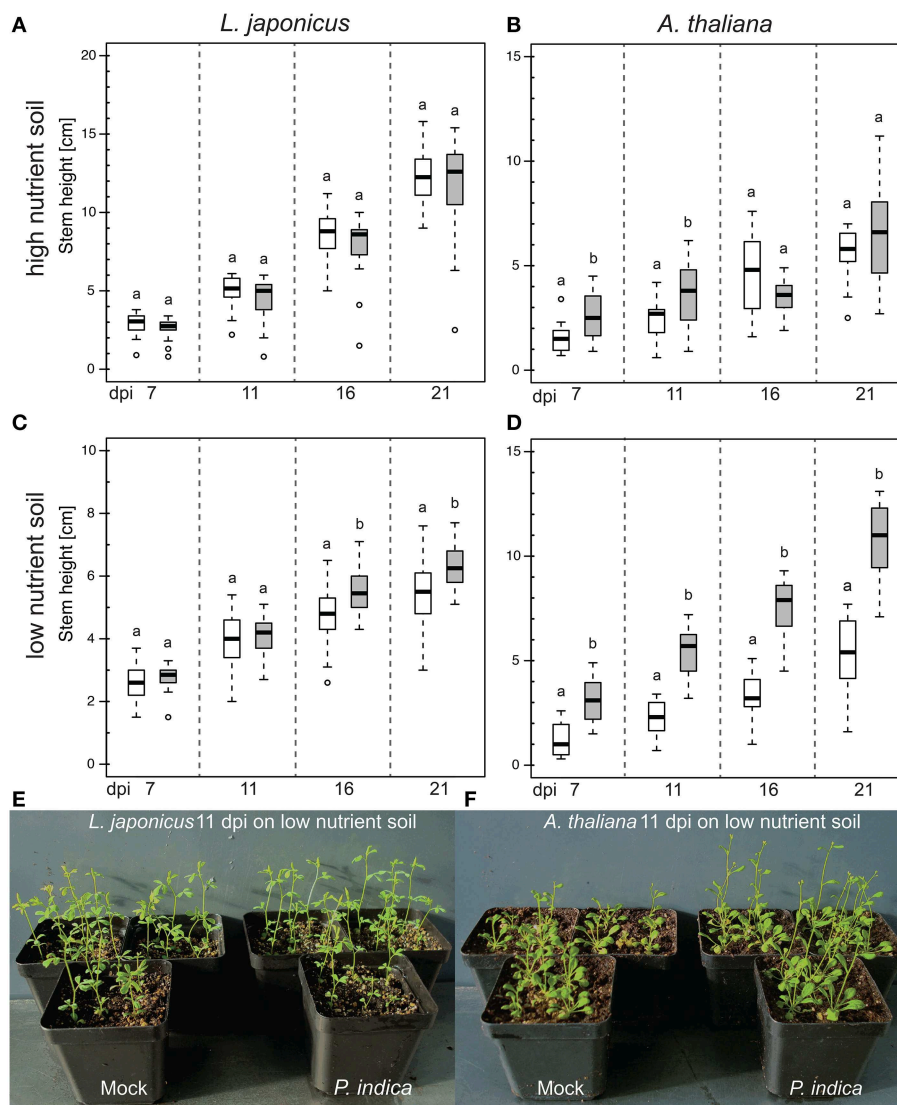 A L. japonicus B A. thaliana
high nutrient soil
Stem height [cm]
20
15
10
5
0
a a a a a a a a
dpi 7 11 16 21
15
10
5
0
a b a b a a a a
dpi 7 11 16 21
C D
low nutrient soil
Stem height [cm]
10
8
6
4
2
0
a a a a a b a b
dpi 7 11 16 21
15
10
5
0
a b a b a b a b
dpi 7 11 16 21
E F
L. japonicus 11 dpi on low nutrient soil
Mock P. indica
A. thaliana 11 dpi on low nutrient soil
Mock P. indica